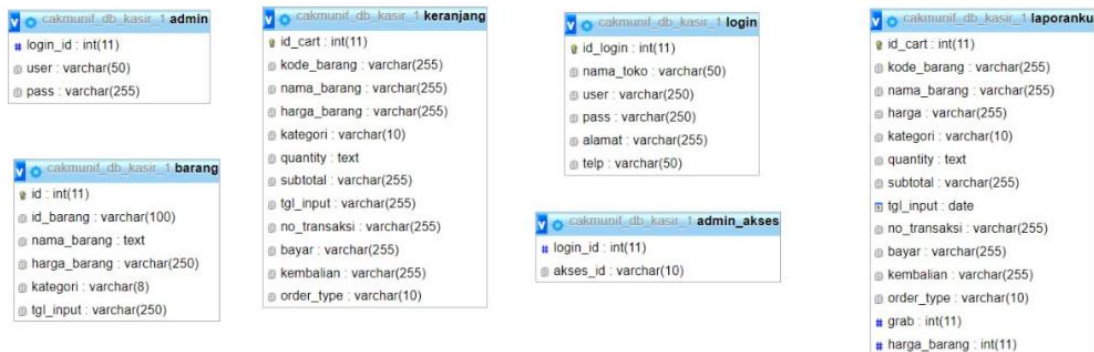 cakmunif_db_kasir_1 admin
login_id : int(11)
user : varchar(50)
pass : varchar(255)
cakmunif_db_kasir_1 barang
id : int(11)
id_barang : varchar(100)
nama_barang : text
harga_barang : varchar(250)
kategori : varchar(8)
tgl_input : varchar(250)
cakmunif_db_kasir_1 keranjang
id_cart : int(11)
kode_barang : varchar(255)
nama_barang : varchar(255)
harga_barang : varchar(255)
kategori : varchar(10)
quantity : text
subtotal : varchar(255)
tgl_input : varchar(255)
no_transaksi : varchar(255)
bayar : varchar(255)
kembalian : varchar(255)
order_type : varchar(10)
cakmunif_db_kasir_1 login
id_login : int(11)
nama_toko : varchar(50)
user : varchar(250)
pass : varchar(250)
alamat : varchar(255)
telp : varchar(50)
cakmunif_db_kasir_1 admin_akses
login_id : int(11)
akses_id : varchar(10)
cakmunif_db_kasir_1 laporanku
id_cart : int(11)
kode_barang : varchar(255)
nama_barang : varchar(255)
harga : varchar(255)
kategori : varchar(10)
quantity : text
subtotal : varchar(255)
tgl_input : date
no_transaksi : varchar(255)
bayar : varchar(255)
kembalian : varchar(255)
order_type : varchar(10)
grab : int(11)
harga_barang : int(11)